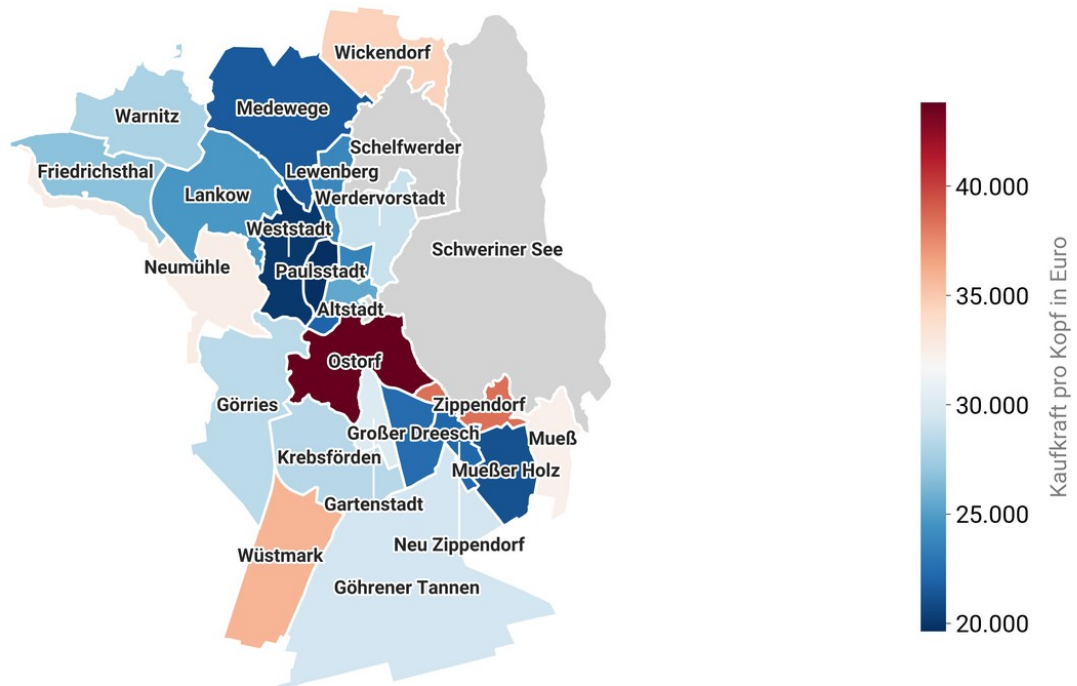 Wickendorf
Medewege
Warnitz
Schelfwerder
Friedrichsthal
Lewenberg
Lankow
Werdervorstadt
Weststadt
Schweriner See
Neumühle
Paulsstadt
Altstadt
Ostorf
Görries
Zippendorf
Großer Dreesch
Mueß
Krebsförden
Mueßer Holz
Gartenstadt
Neu Zippendorf
Wüstmark
Göhrener Tannen
40.000
35.000
30.000
25.000
20.000
Kaufkraft pro Kopf in Euro